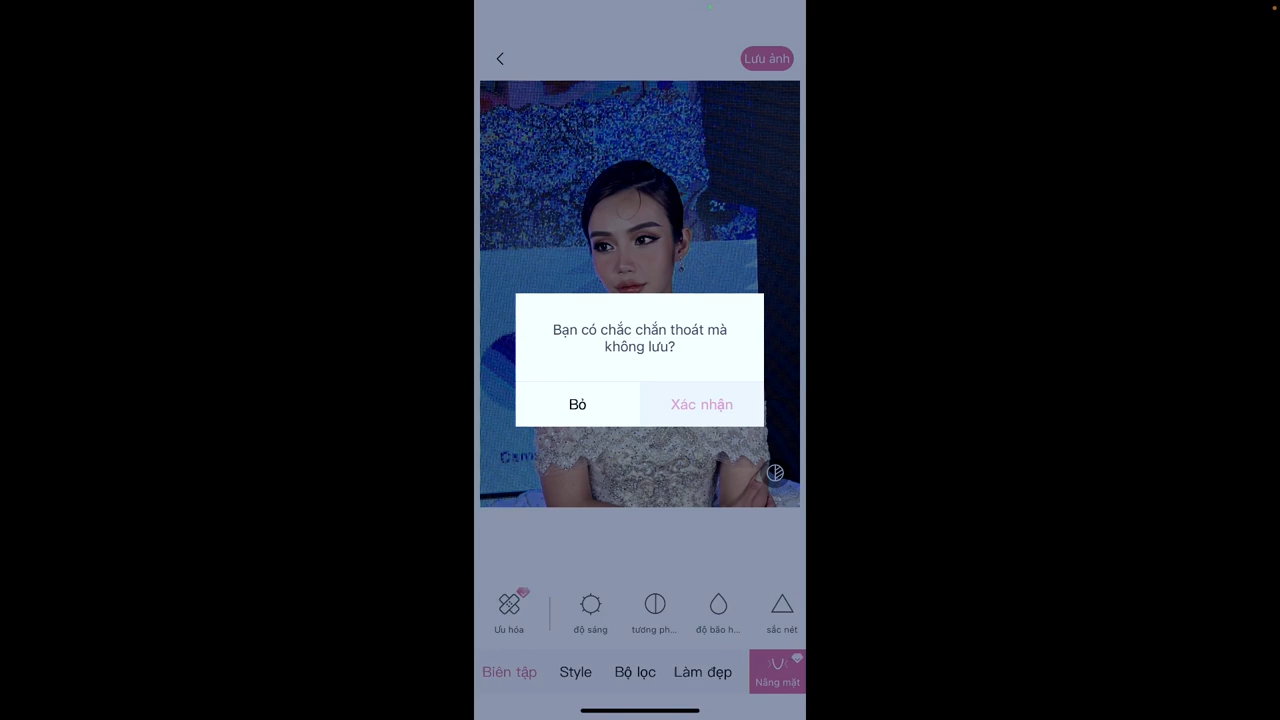 Lưu ảnh
2x
Bạn có chắc chắn thoát mà
không lưu?
Bỏ
Xác nhận
Ưu hóa
độ sáng
tương ph...
độ bão h...
sắc nét
Biên tập
Style
Bộ lọc
Làm đẹp
Nâng mặt